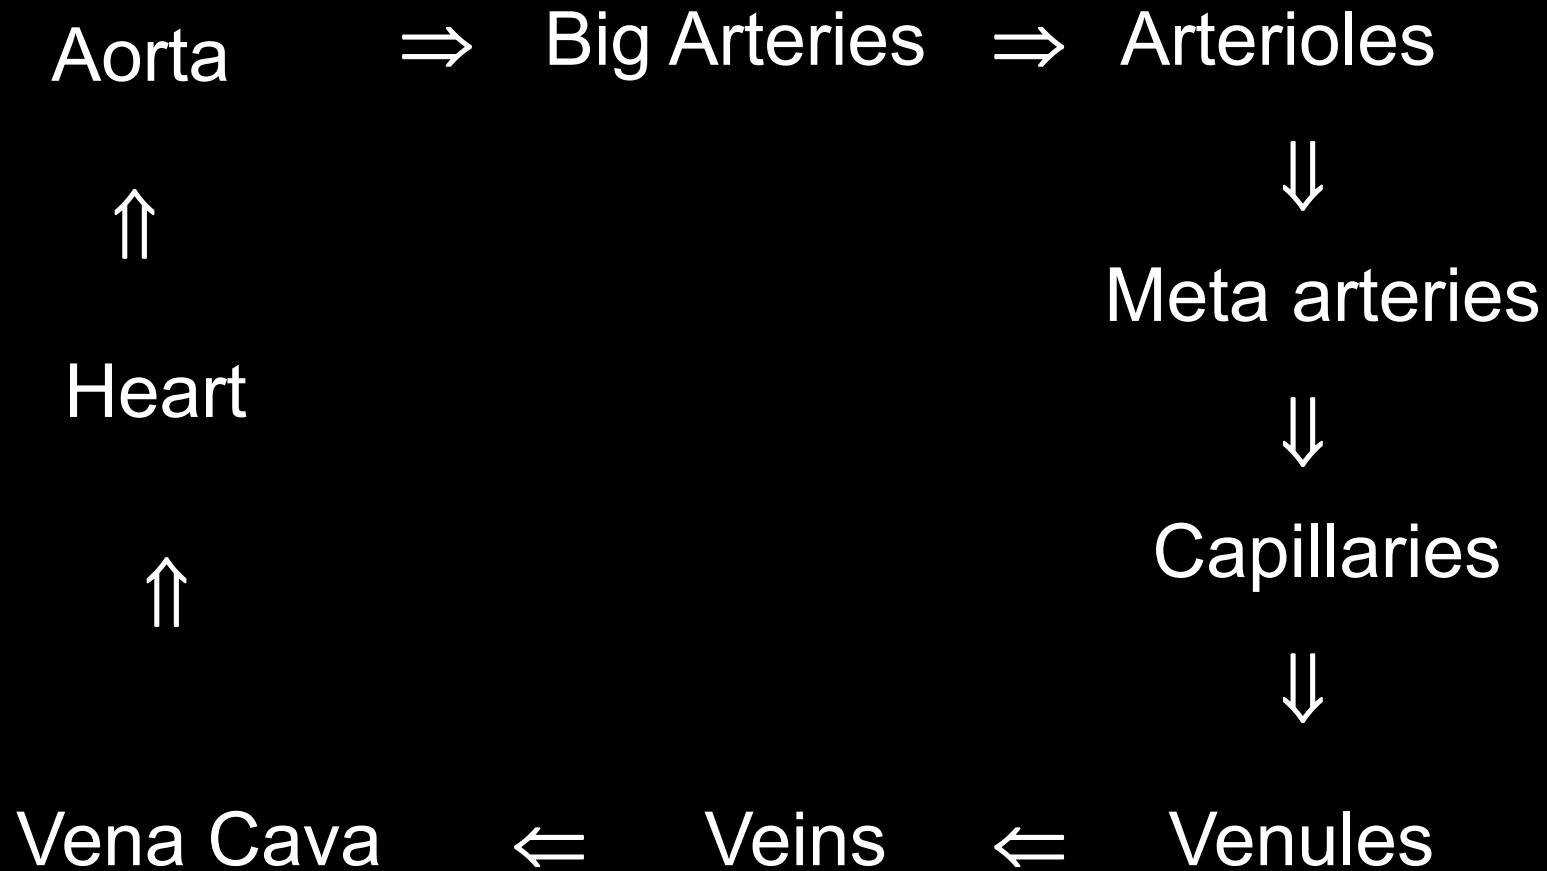 Aorta ⇒ Big Arteries ⇒ Arterioles
⇑ ⇓
Meta arteries
Heart
⇓
Capillaries
⇑
⇓
Vena Cava ⇐ Veins ⇐ Venules